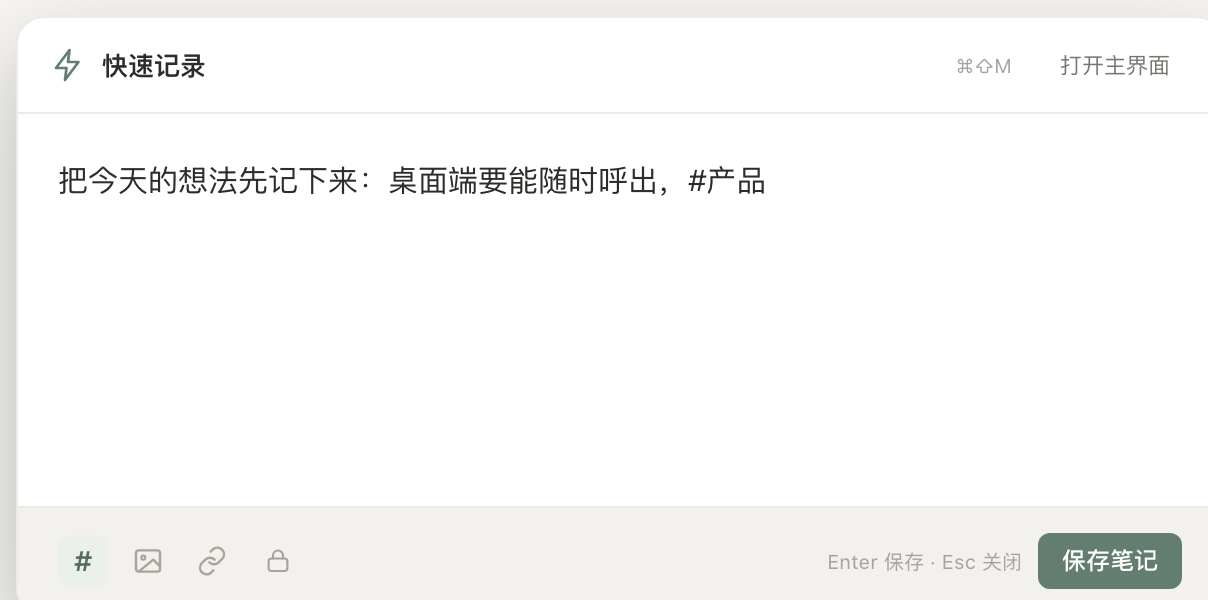 快速记录
⌘⇧M
打开主界面
把今天的想法先记下来：桌面端要能随时呼出，#产品
#
Enter 保存 · Esc 关闭
保存笔记